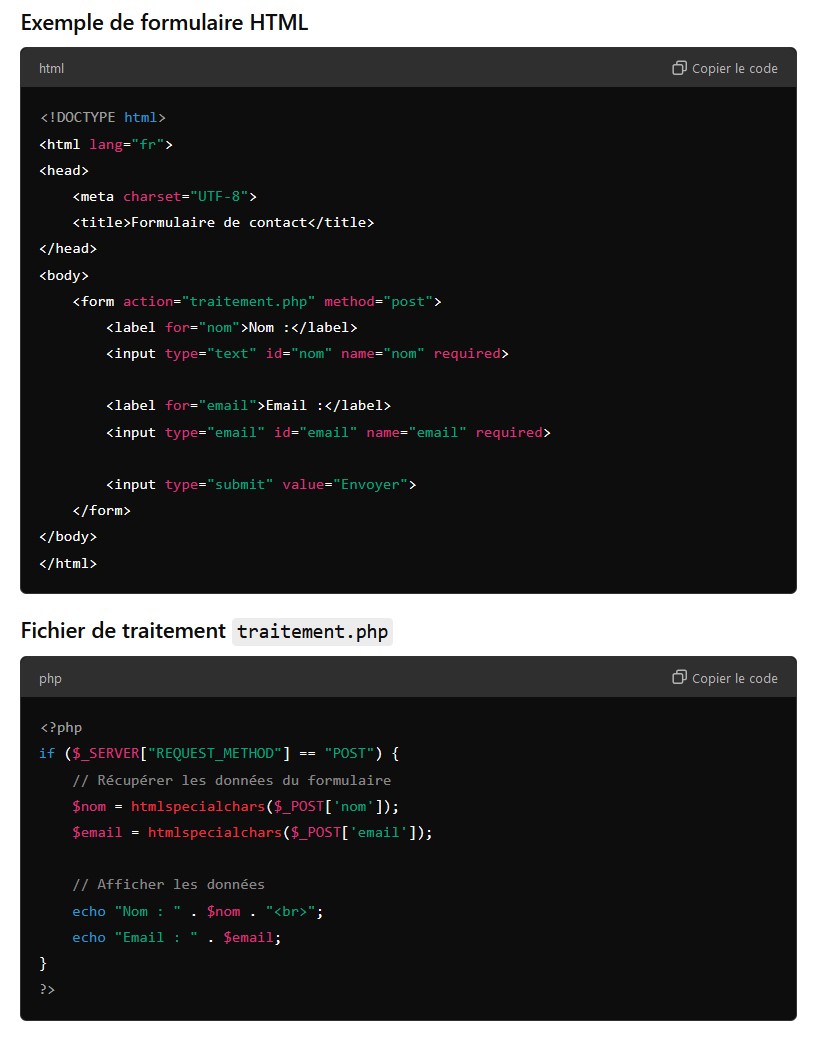 Exemple de formulaire HTML
html Copier le code
<!DOCTYPE html>
<html lang="fr">
<head>
    <meta charset="UTF-8">
    <title>Formulaire de contact</title>
</head>
<body>
    <form action="traitement.php" method="post">
        <label for="nom">Nom :</label>
        <input type="text" id="nom" name="nom" required>

        <label for="email">Email :</label>
        <input type="email" id="email" name="email" required>

        <input type="submit" value="Envoyer">
    </form>
</body>
</html>
Fichier de traitement traitement.php
php Copier le code
<?php
if ($_SERVER["REQUEST_METHOD"] == "POST") {
    // Récupérer les données du formulaire
    $nom = htmlspecialchars($_POST['nom']);
    $email = htmlspecialchars($_POST['email']);

    // Afficher les données
    echo "Nom : " . $nom . "<br>";
    echo "Email : " . $email;
}
?>